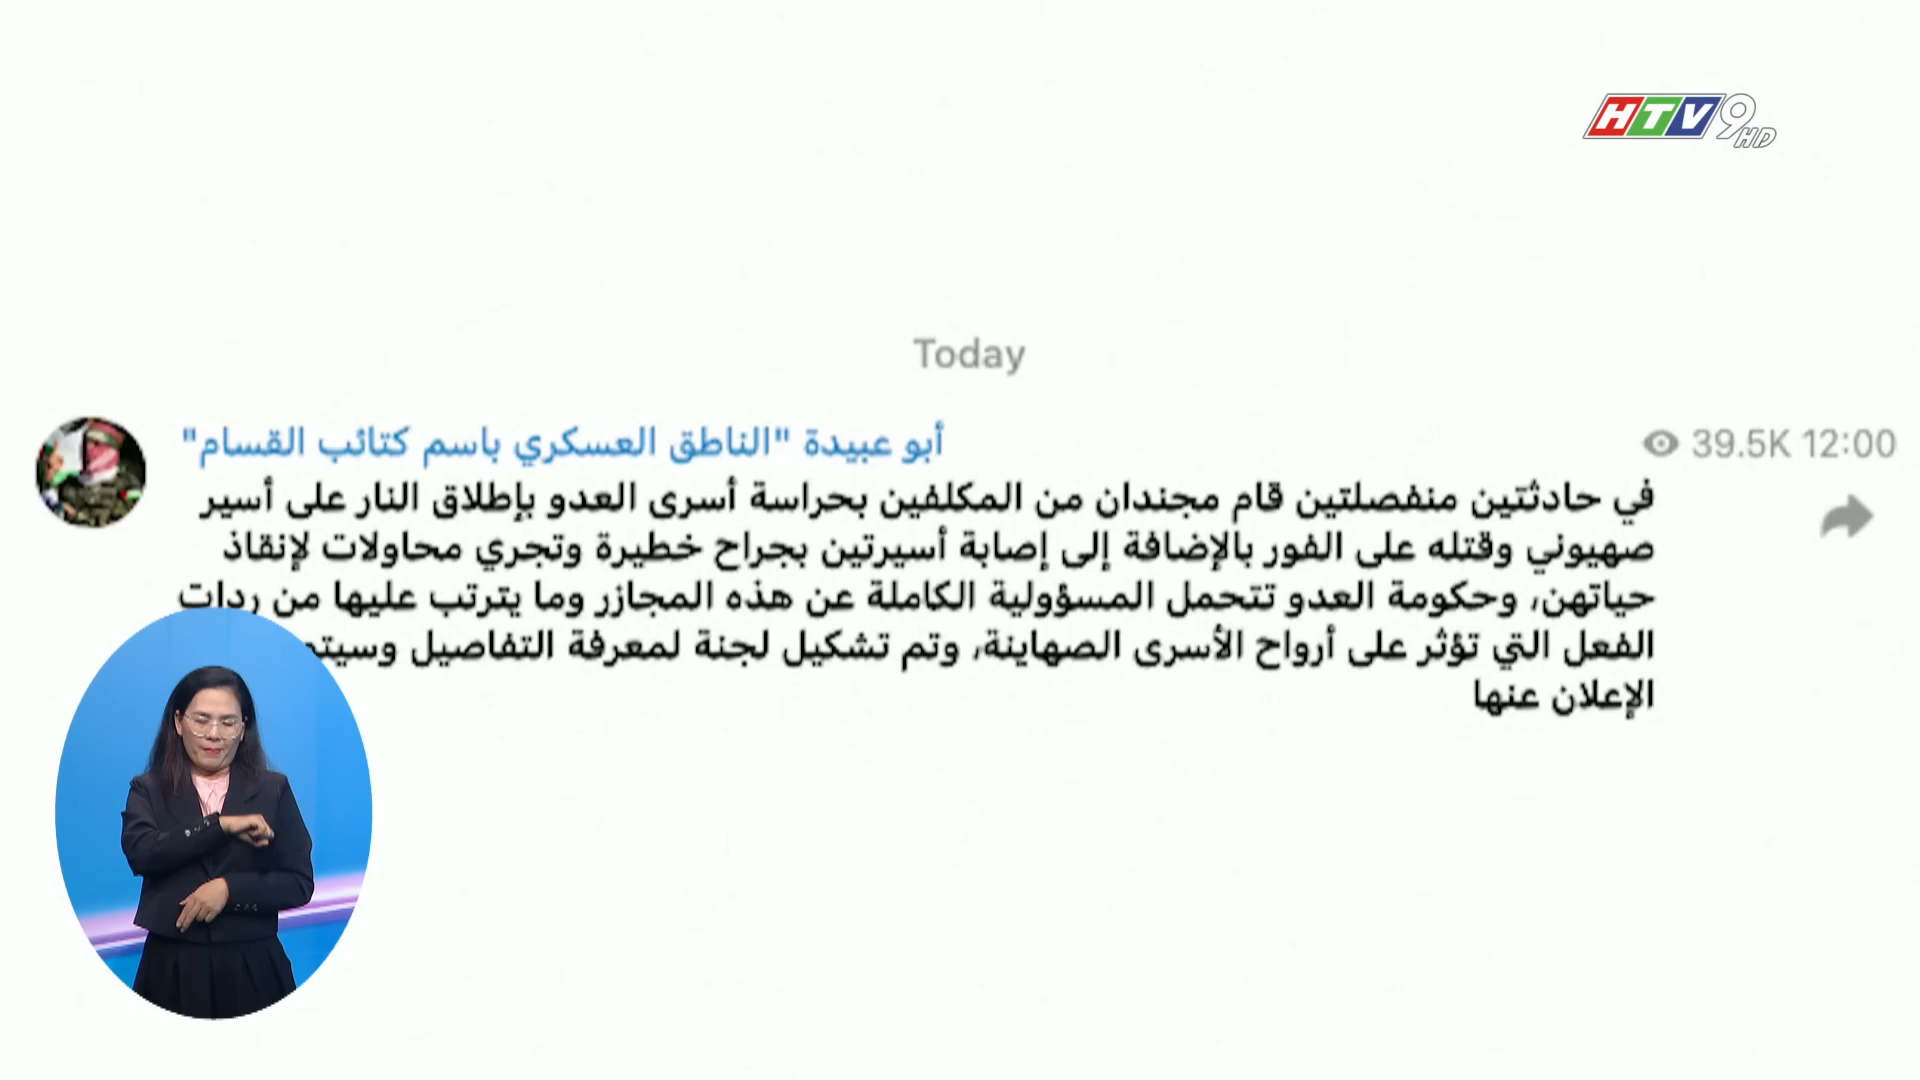 HTV9 HD
Today
أبو عبيدة "الناطق العسكري باسم كتائب القسام"
39.5K 12:00
في حادثتين منفصلتين قام مجندان من المكلفين بحراسة أسرى العدو بإطلاق النار على أسير
صهيوني وقتله على الفور بالإضافة إلى إصابة أسيرتين بجراح خطيرة وتجري محاولات لإنقاذ
حياتهن، وحكومة العدو تتحمل المسؤولية الكاملة عن هذه المجازر وما يترتب عليها من ردات
الفعل التي تؤثر على أرواح الأسرى الصهاينة، وتم تشكيل لجنة لمعرفة التفاصيل
الإعلان عنها